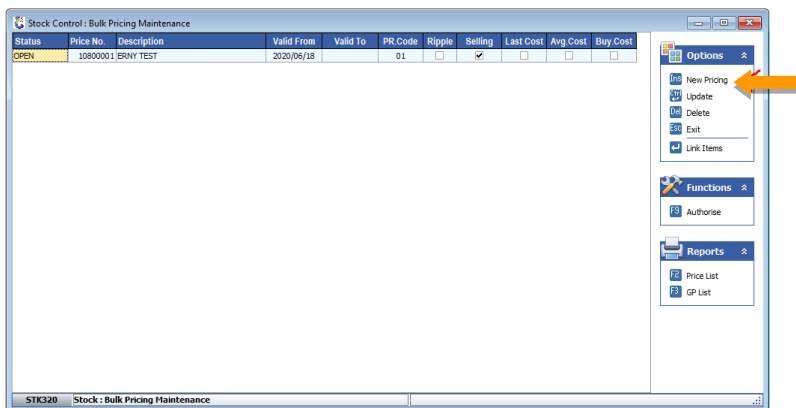 Stock Control : Bulk Pricing Maintenance
Status Price No. Description Valid From Valid To PR.Code Ripple Selling Last Cost Avg.Cost Buy.Cost
OPEN 10800001 ERNY TEST 2020/06/18 01
Options
Ins New Pricing
Ctrl Update
Del Delete
Esc Exit
Link Items
Functions
F9 Authorise
Reports
F2 Price List
F3 GP List
STK320 Stock : Bulk Pricing Maintenance